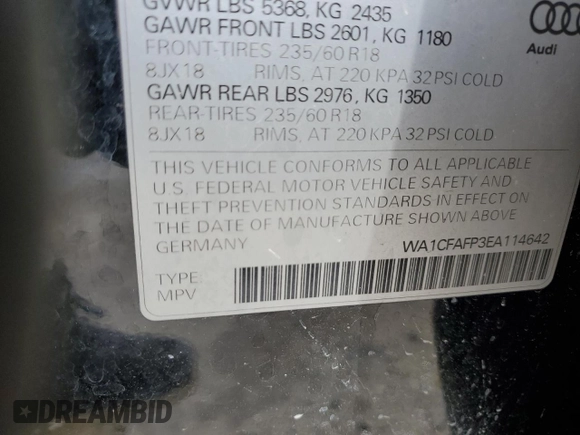 GVWR LBS 5368, KG 2435
GAWR FRONT LBS 2601, KG 1180
FRONT-TIRES 235/60 R18
8JX18 RIMS, AT 220 KPA 32 PSI COLD
GAWR REAR LBS 2976, KG 1350
REAR-TIRES 235/60 R18
8JX18 RIMS, AT 220 KPA 32 PSI COLD
Audi
THIS VEHICLE CONFORMS TO ALL APPLICABLE
U.S. FEDERAL MOTOR VEHICLE SAFETY AND
THEFT PREVENTION STANDARDS IN EFFECT ON
THE DATE OF MANUFACTURE SHOWN ABOVE
GERMANY WA1CFAFP3EA114642
TYPE:
MPV
DREAMBID